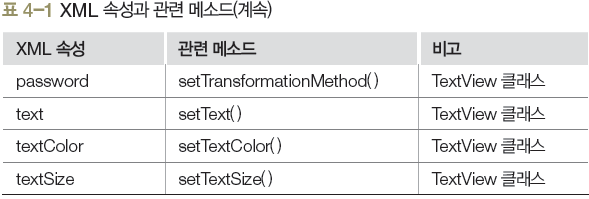 표 4-1 XML 속성과 관련 메소드(계속)
XML 속성 관련 메소드 비고
password setTransformationMethod() TextView 클래스
text setText() TextView 클래스
textColor setTextColor() TextView 클래스
textSize setTextSize() TextView 클래스